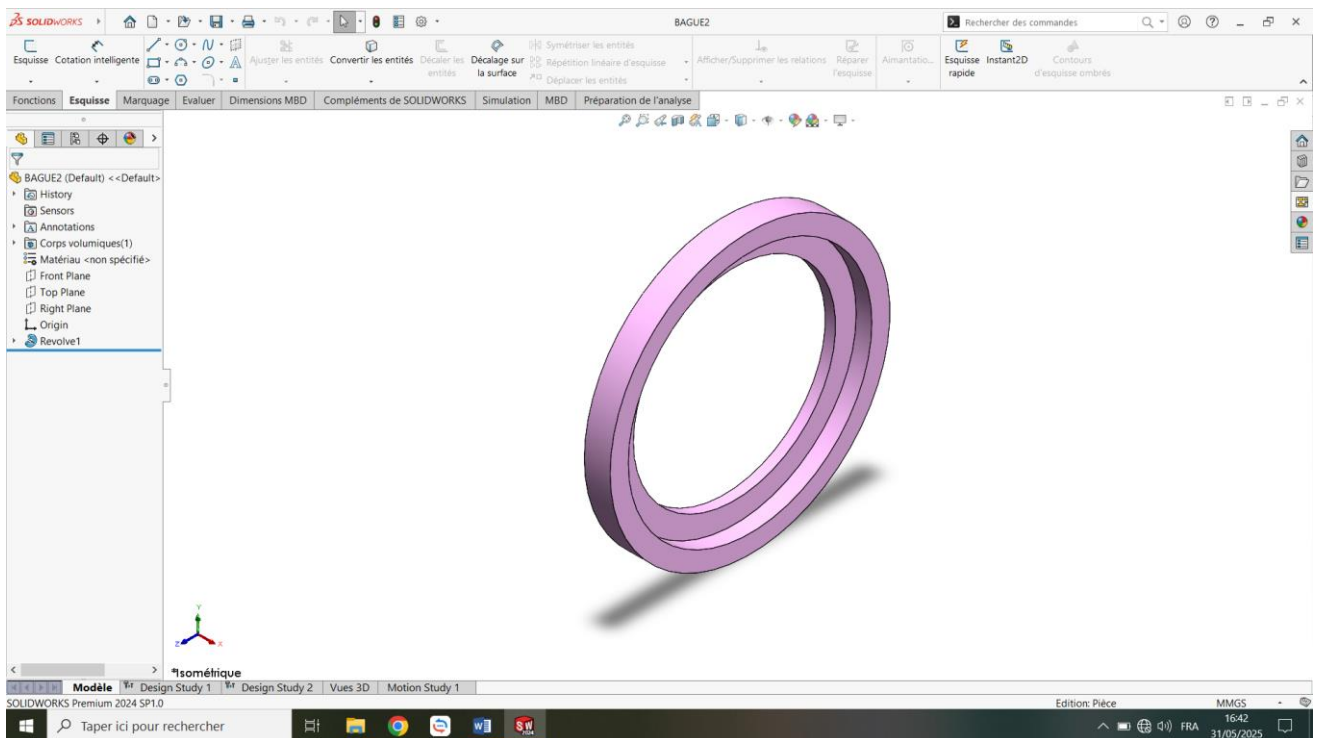 SOLIDWORKS
BAGUE2
Rechercher des commandes
Esquisse Cotation intelligente Ajuster les entités Convertir les entités Décaler les entités Décalage sur la surface Symétriser les entités
Répétition linéaire d'esquisse
Déplacer les entités
Afficher/Supprimer les relations Réparer l'esquisse Aimantatio... Esquisse rapide Instant2D Contours d'esquisse ombrés
Fonctions Esquisse Marquage Evaluer Dimensions MBD Compléments de SOLIDWORKS Simulation MBD Préparation de l'analyse
BAGUE2 (Default) <<Default>
History
Sensors
Annotations
Corps volumiques(1)
Matériau <non spécifié>
Front Plane
Top Plane
Right Plane
Origin
Revolve1
Y
Z X
*Isométrique
Modèle Design Study 1 Design Study 2 Vues 3D Motion Study 1
SOLIDWORKS Premium 2024 SP1.0 Edition: Pièce MMGS
Taper ici pour rechercher FRA 16:42
31/05/2025